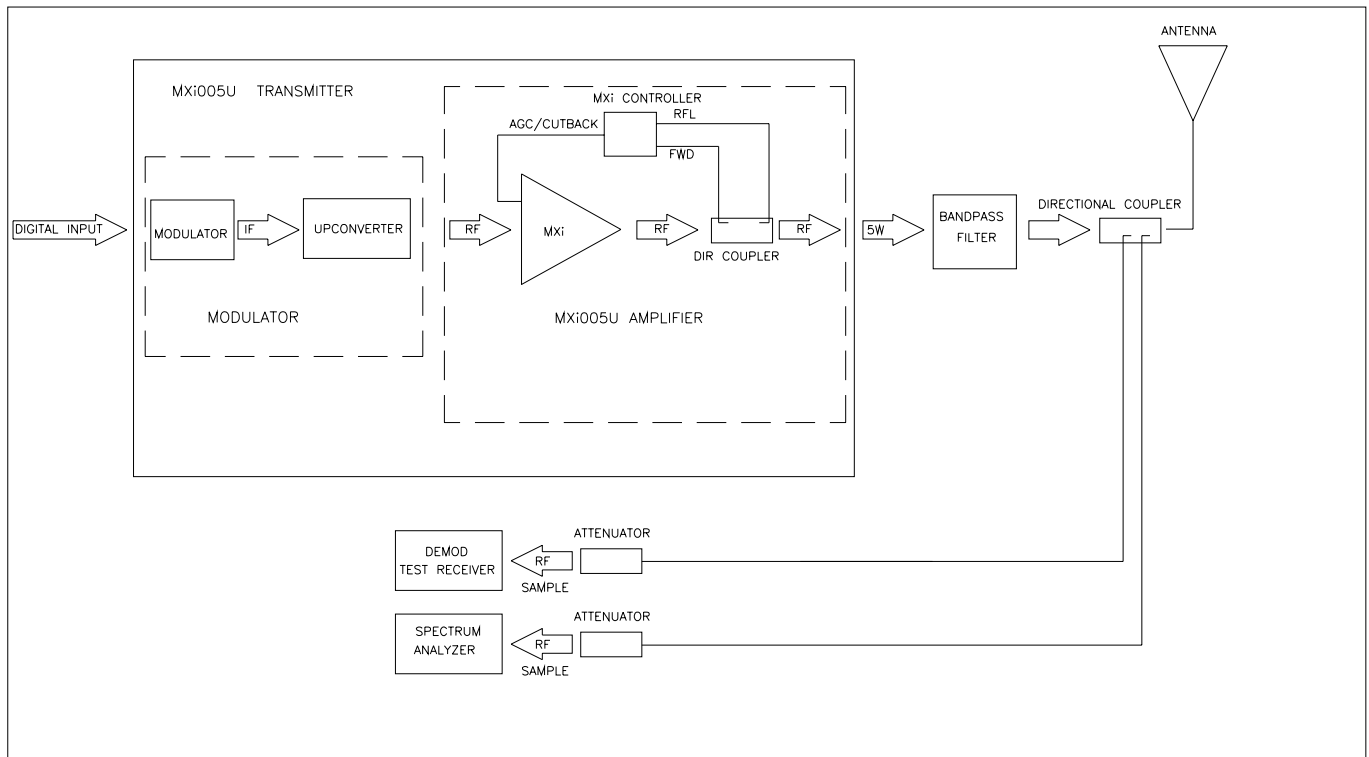 ANTENNA
MXi005U TRANSMITTER
MXi CONTROLLER
RFL
AGC/CUTBACK
FWD
DIGITAL INPUT
MODULATOR
IF
UPCONVERTER
MODULATOR
RF
MXi
RF
DIR COUPLER
RF
MXi005U AMPLIFIER
5W
BANDPASS
FILTER
DIRECTIONAL COUPLER
ATTENUATOR
DEMOD
TEST RECEIVER
RF
SAMPLE
ATTENUATOR
SPECTRUM
ANALYZER
RF
SAMPLE